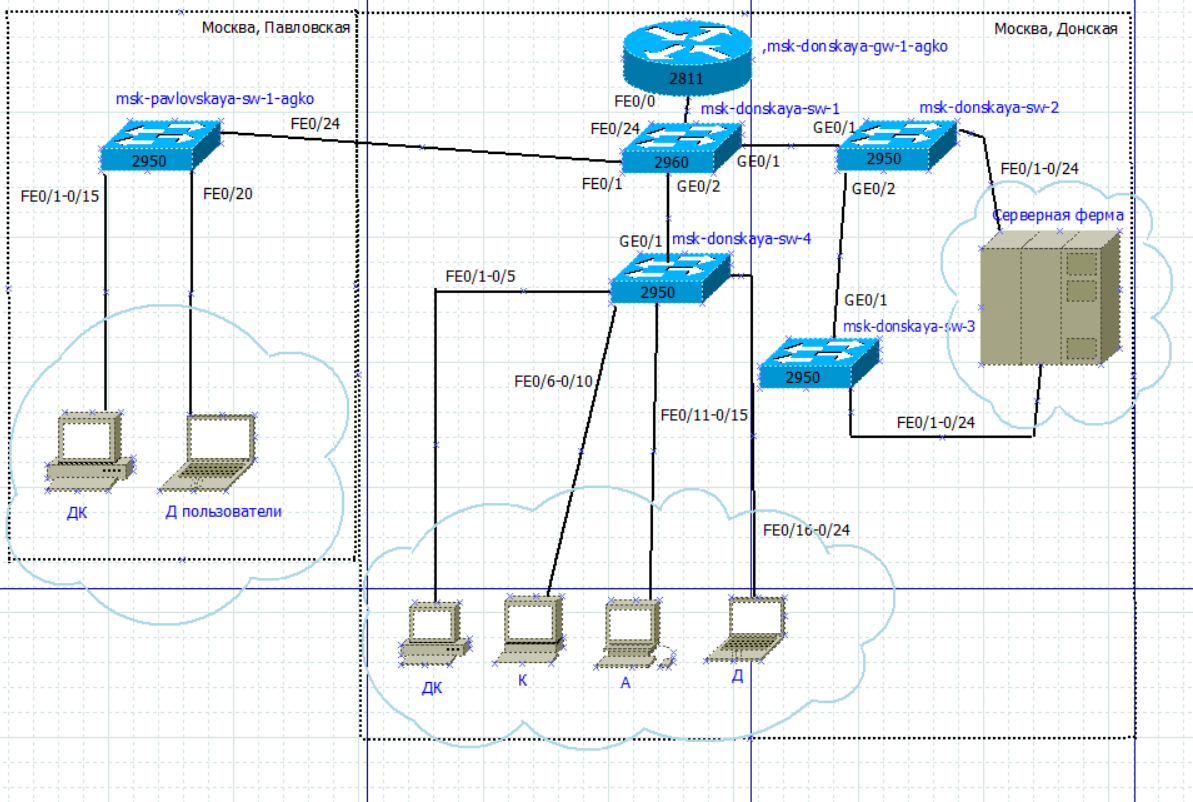 Москва, Павловская
Москва, Донская
,msk-donskaya-gw-1-agko
2811
msk-pavlovskaya-sw-1-agko
FE0/0
msk-donskaya-sw-1
msk-donskaya-sw-2
FE0/24
FE0/24
GE0/1
2950
2960
2950
GE0/1
FE0/1-0/24
FE0/1
GE0/2
GE0/2
FE0/1-0/15
FE0/20
Серверная ферма
GE0/1
msk-donskaya-sw-4
FE0/1-0/5
2950
GE0/1
msk-donskaya-sw-3
2950
FE0/6-0/10
FE0/11-0/15
FE0/1-0/24
ДК
Д пользователи
FE0/16-0/24
ДК
К
А
Д